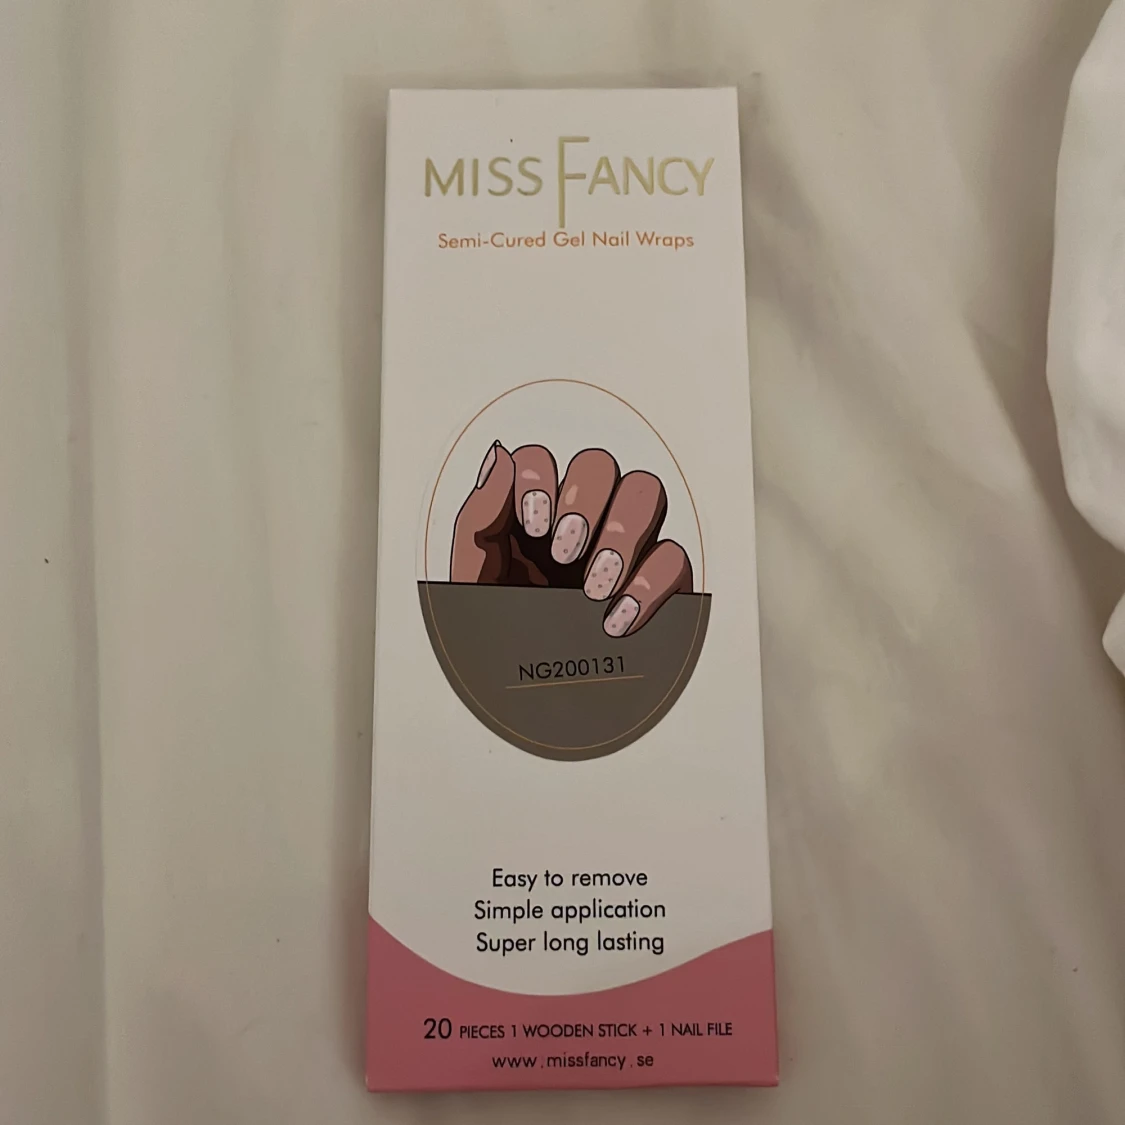 MISS FANCY
Semi-Cured Gel Nail Wraps
NG200131
Easy to remove
Simple application
Super long lasting
20 PIECES 1 WOODEN STICK + 1 NAIL FILE
www.missfancy.se